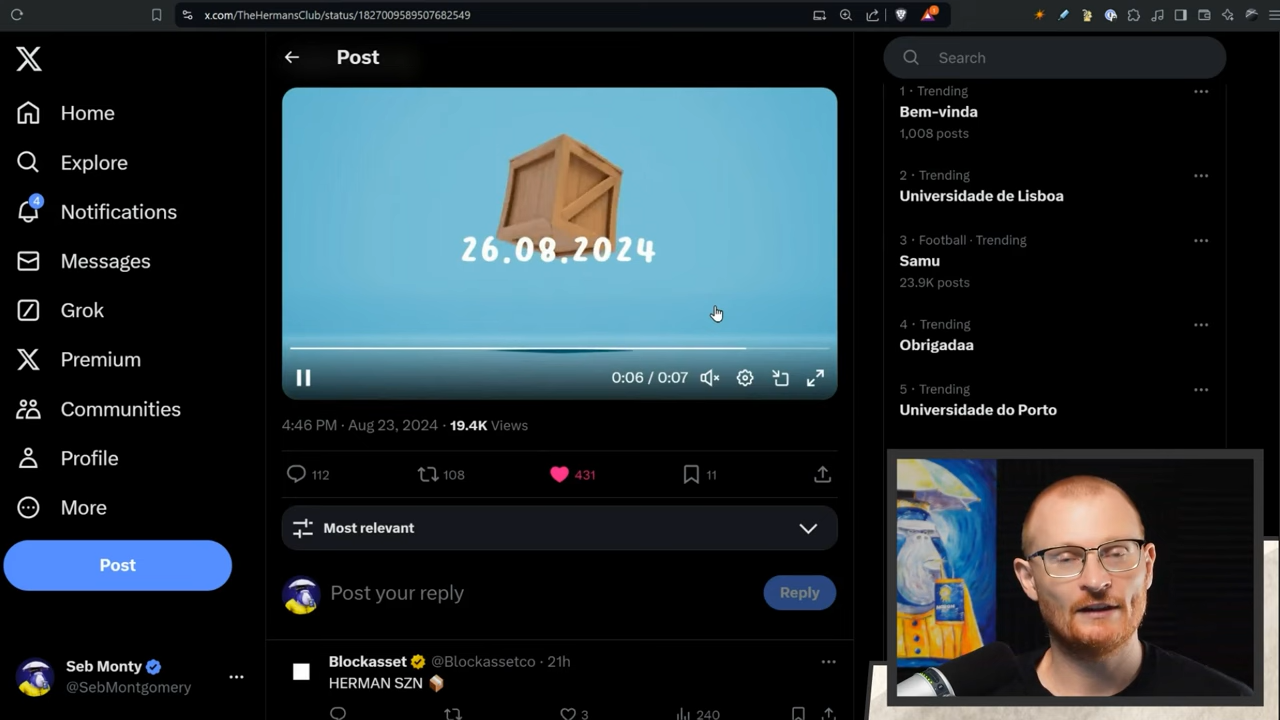 x.com/TheHermansClub/status/1827009589507682549
Home
Explore
4
Notifications
Messages
Grok
Premium
Communities
Profile
More
Post
Seb Monty
@SebMontgomery
Post
26.08.2024
0:06 / 0:07
4:46 PM · Aug 23, 2024 · 19.4K Views
112
108
431
11
Most relevant
Post your reply
Reply
Blockasset @Blockassetco · 21h
HERMAN SZN 📦
3
240
Search
1 · Trending
Bem-vinda
1,008 posts
2 · Trending
Universidade de Lisboa
3 · Football · Trending
Samu
23.9K posts
4 · Trending
Obrigadaa
5 · Trending
Universidade do Porto